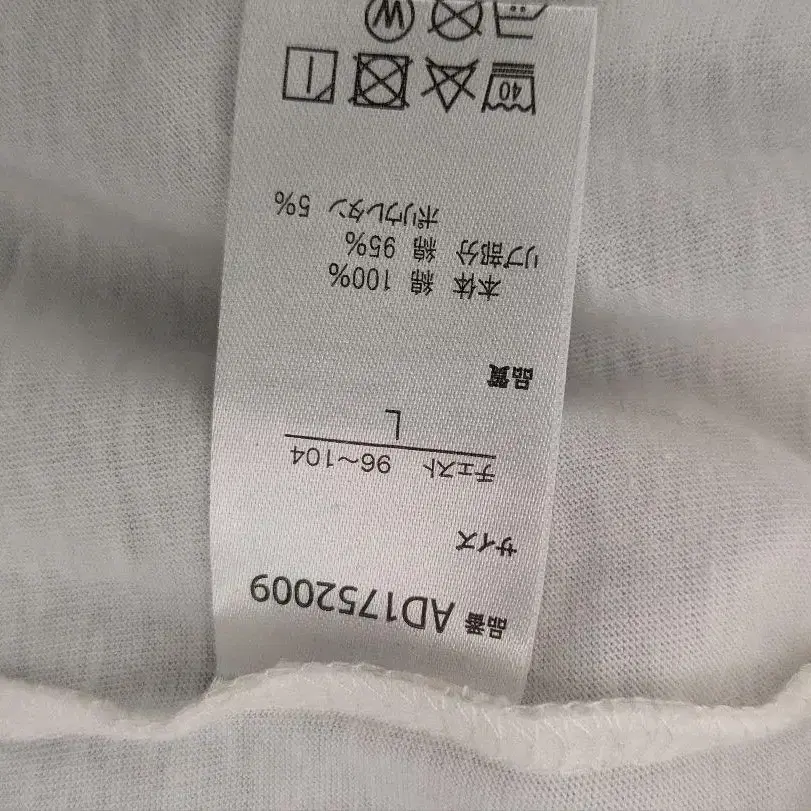 品番 AD1752009
サイズ
チェスト 96～104
L
品質
本体 綿 100%
リブ部分 綿 95%
ポリウレタン 5%
40
W